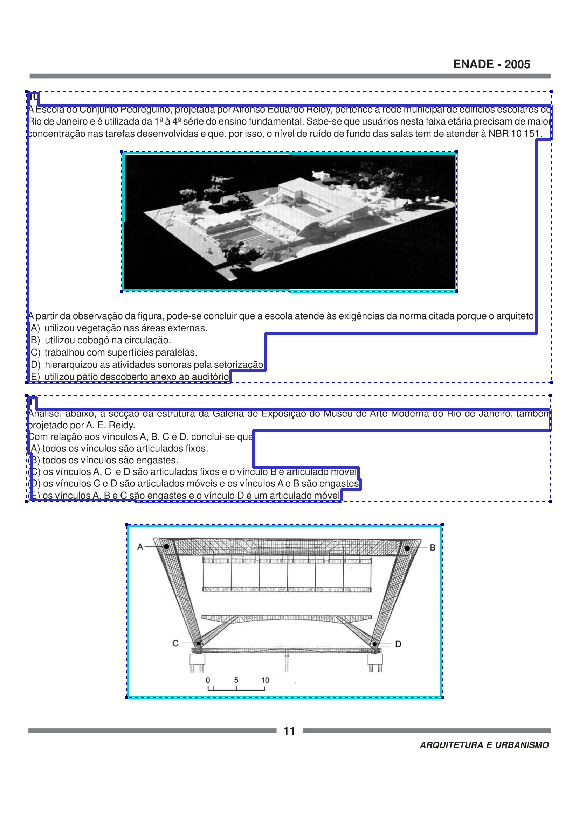 ENADE - 2005
A Escola do Conjunto Pedregulho, projetada por Affonso Eduardo Reidy, pertence à rede municipal de edifícios escolares do
Rio de Janeiro e é utilizada da 1ª à 4ª série do ensino fundamental. Sabe-se que usuários nesta faixa etária precisam de maior
concentração nas tarefas desenvolvidas e que, por isso, o nível de ruído de fundo das salas tem de atender à NBR 10 151.
A partir da observação da figura, pode-se concluir que a escola atende às exigências da norma citada porque o arquiteto
A) utilizou vegetação nas áreas externas.
B) utilizou cobogó na circulação.
C) trabalhou com superfícies paralelas.
D) hierarquizou as atividades sonoras pela setorização.
E) utilizou pátio descoberto anexo ao auditório.
Analise, abaixo, a secção da estrutura da Galeria de Exposição do Museu de Arte Moderna do Rio de Janeiro, também
projetado por A. E. Reidy.
Com relação aos vínculos A, B, C e D, conclui-se que
(A) todos os vínculos são articulados fixos.
(B) todos os vínculos são engastes.
(C) os vínculos A, C e D são articulados fixos e o vínculo B é articulado móvel.
(D) os vínculos C e D são articulados móveis e os vínculos A e B são engastes.
(E) os vínculos A, B e C são engastes e o vínculo D é um articulado móvel.
A B
C D
0 5 10
11
ARQUITETURA E URBANISMO